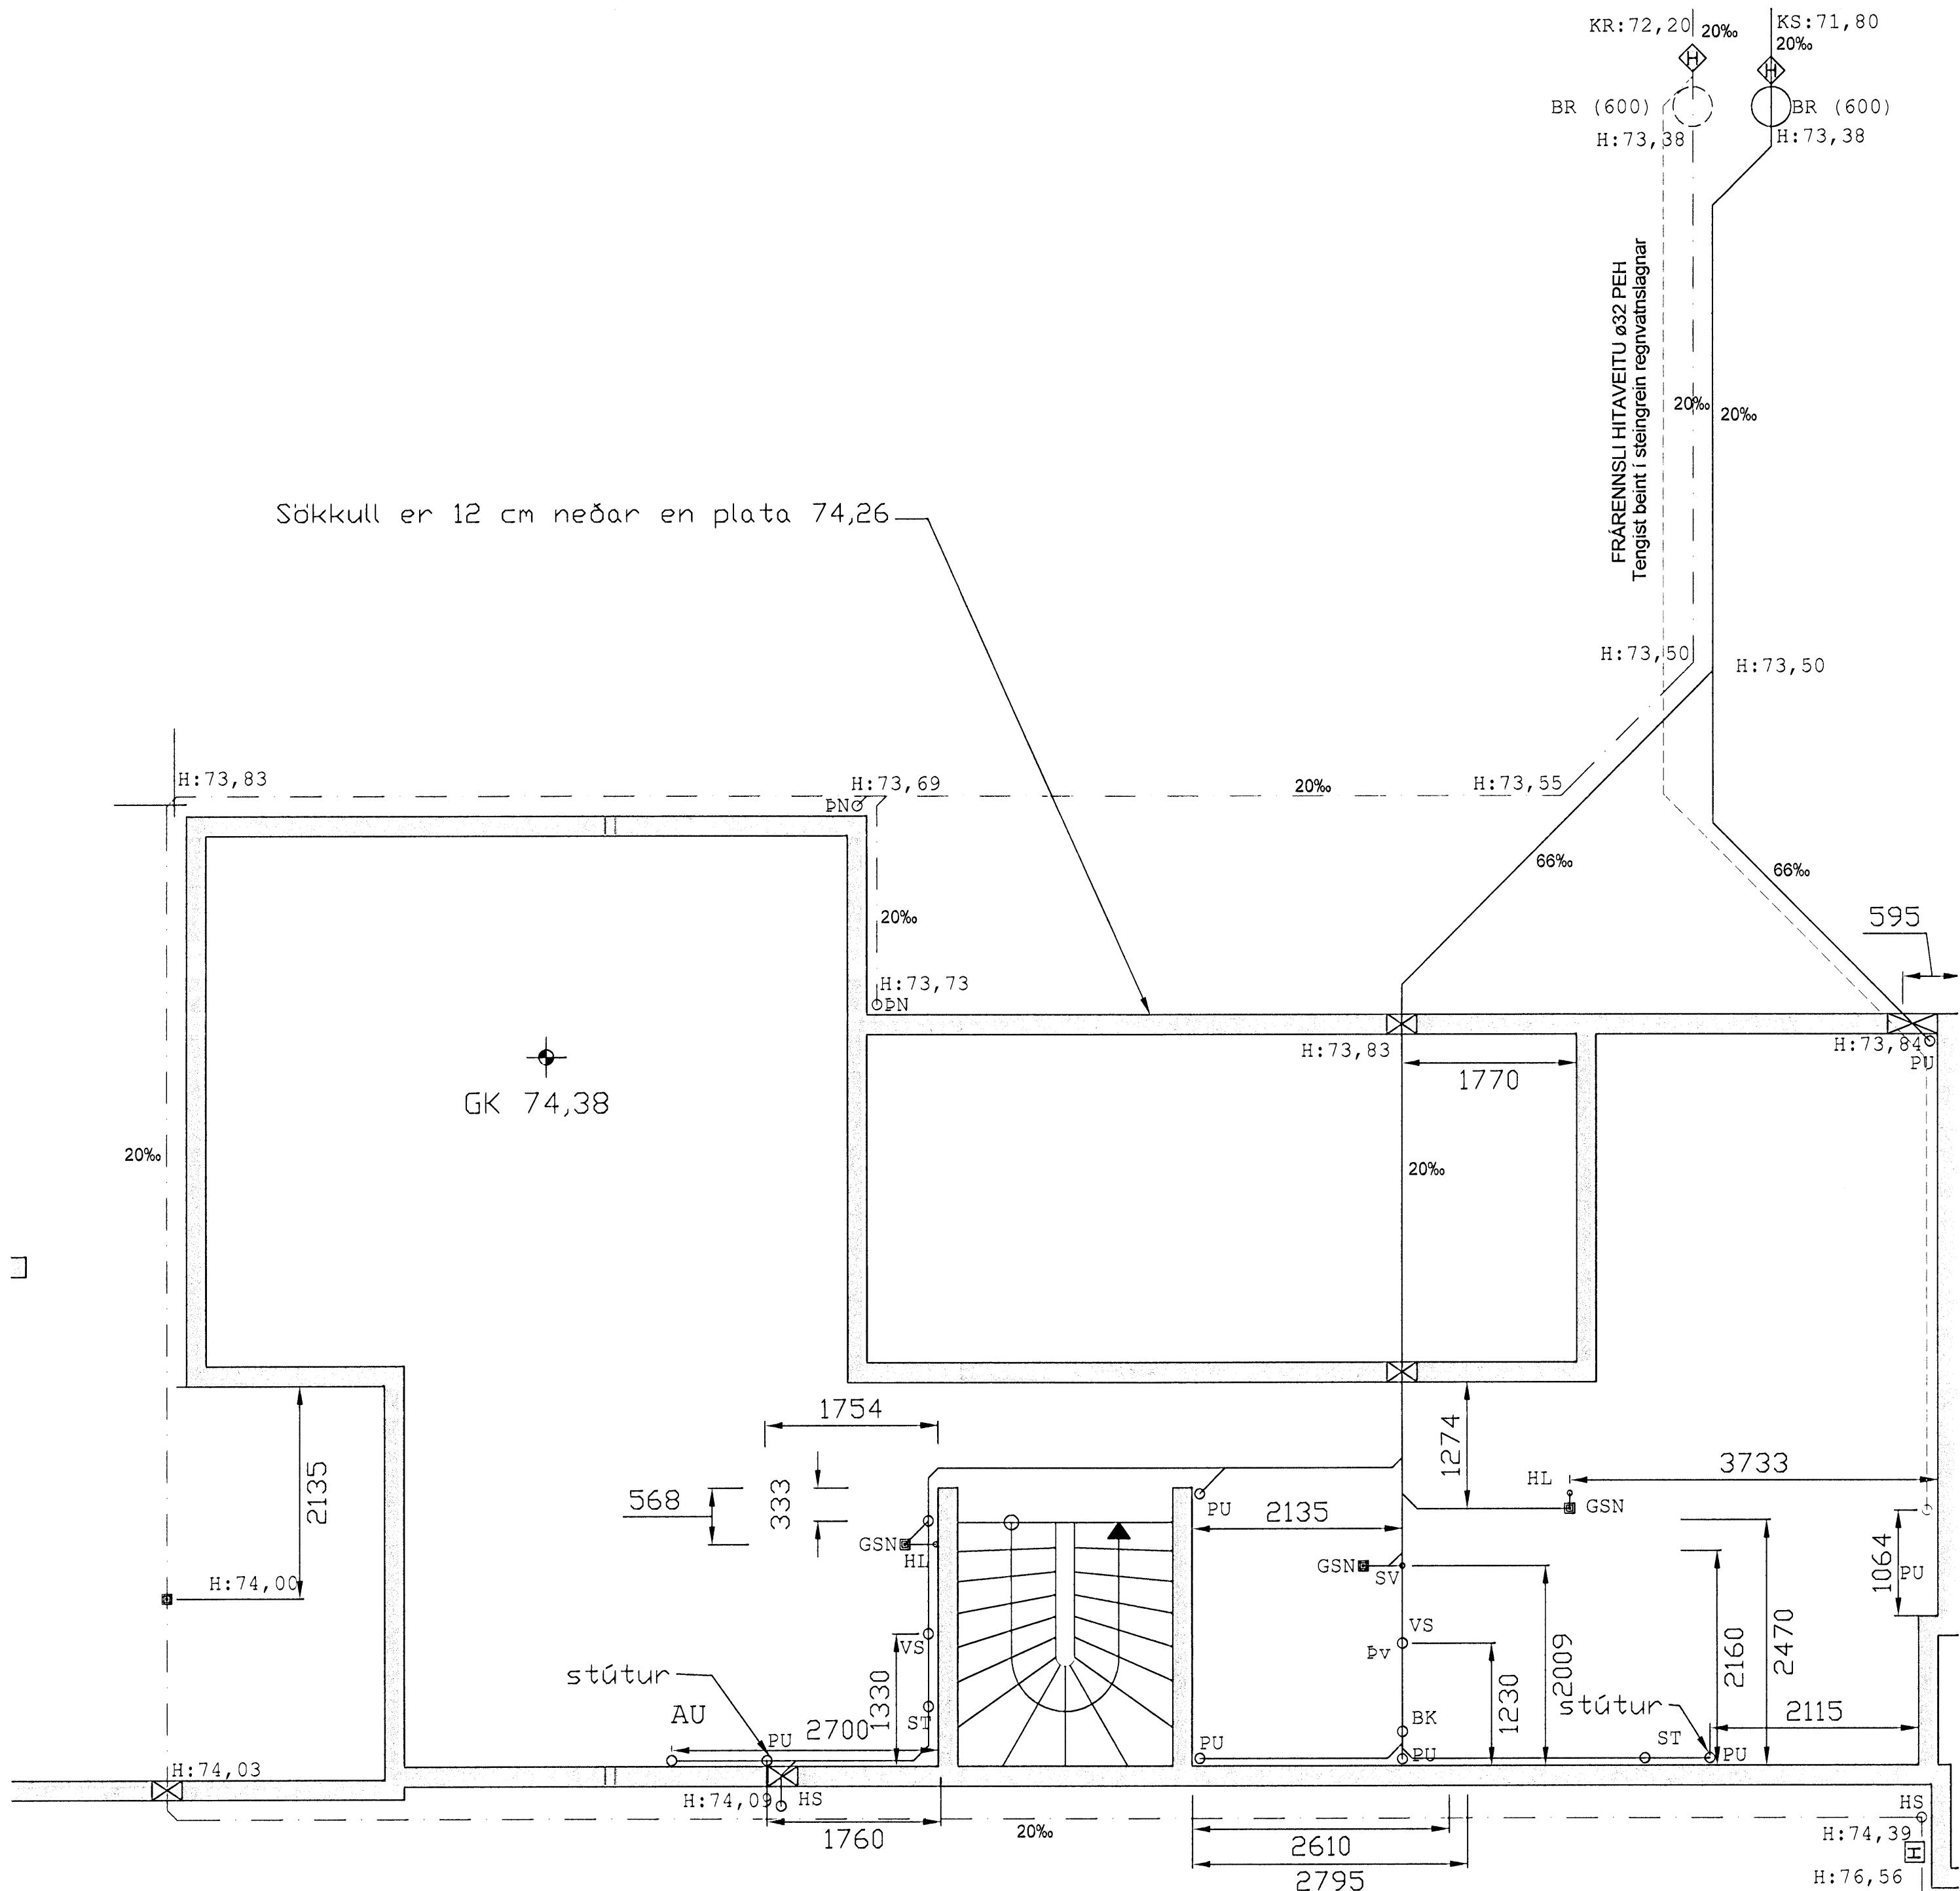 KR:72,20
20‰
KS:71,80
20‰
H
H
BR (600)
BR (600)
H:73,38
H:73,38
FRÁRENNSLI HITAVEITU ø32 PEH
Tengist beint í steingrein regnvatnslagnar
20‰
20‰
Sökkull er 12 cm neðar en plata 74,26
H:73,50
H:73,50
H:73,83
H:73,69
ÞN
20‰
H:73,55
66‰
66‰
20‰
595
H:73,73
ÞN
H:73,83
H:73,84
PU
1770
GK 74,38
20‰
20‰
1754
1274
2135
568
333
HL
3733
GSN
PU
2135
GSN
HL
GSN
SV
1064
PU
H:74,00
VS
VS
ÞV
1330
1230
2009
2160
2470
stútur
stútur
AU
2700
ST
BK
2115
PU
PU
PU
ST
PU
H:74,03
H:74,09
HS
HS
1760
20‰
2610
H:74,39
H
2795
H:76,56